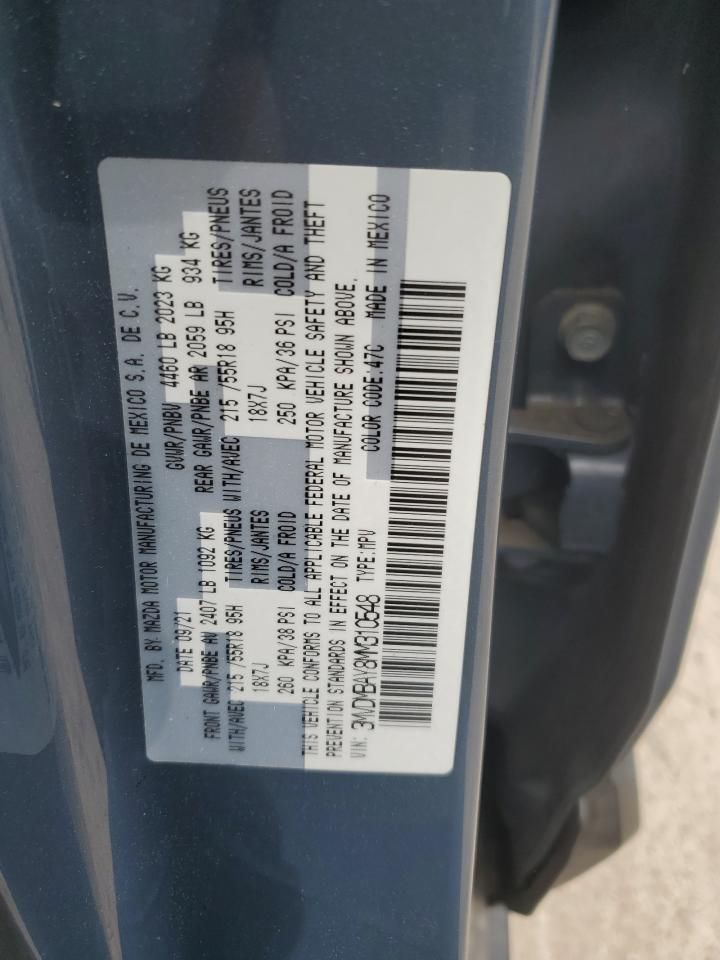 MFD. BY MAZDA MOTOR MANUFACTURING DE MEXICO S.A. DE C.V.
DATE 09/21 GVWR/PNBV 4460 LB 2023 KG
FRONT GAWR/PNBE AV 2407 LB 1092 KG REAR GAWR/PNBE AR 2059 LB 934 KG
WITH/AVEC 215 /55R18 95H TIRES/PNEUS WITH/AVEC 215 /55R18 95H TIRES/PNEUS
18X7J RIMS/JANTES 18X7J RIMS/JANTES
260 KPA/38 PSI COLD/A FROID 250 KPA/36 PSI COLD/A FROID
THIS VEHICLE CONFORMS TO ALL APPLICABLE FEDERAL MOTOR VEHICLE SAFETY AND THEFT
PREVENTION STANDARDS IN EFFECT ON THE DATE OF MANUFACTURE SHOWN ABOVE.
VIN: 3MVDMBAY8MM310548 TYPE:MPV COLOR CODE:47C MADE IN MEXICO